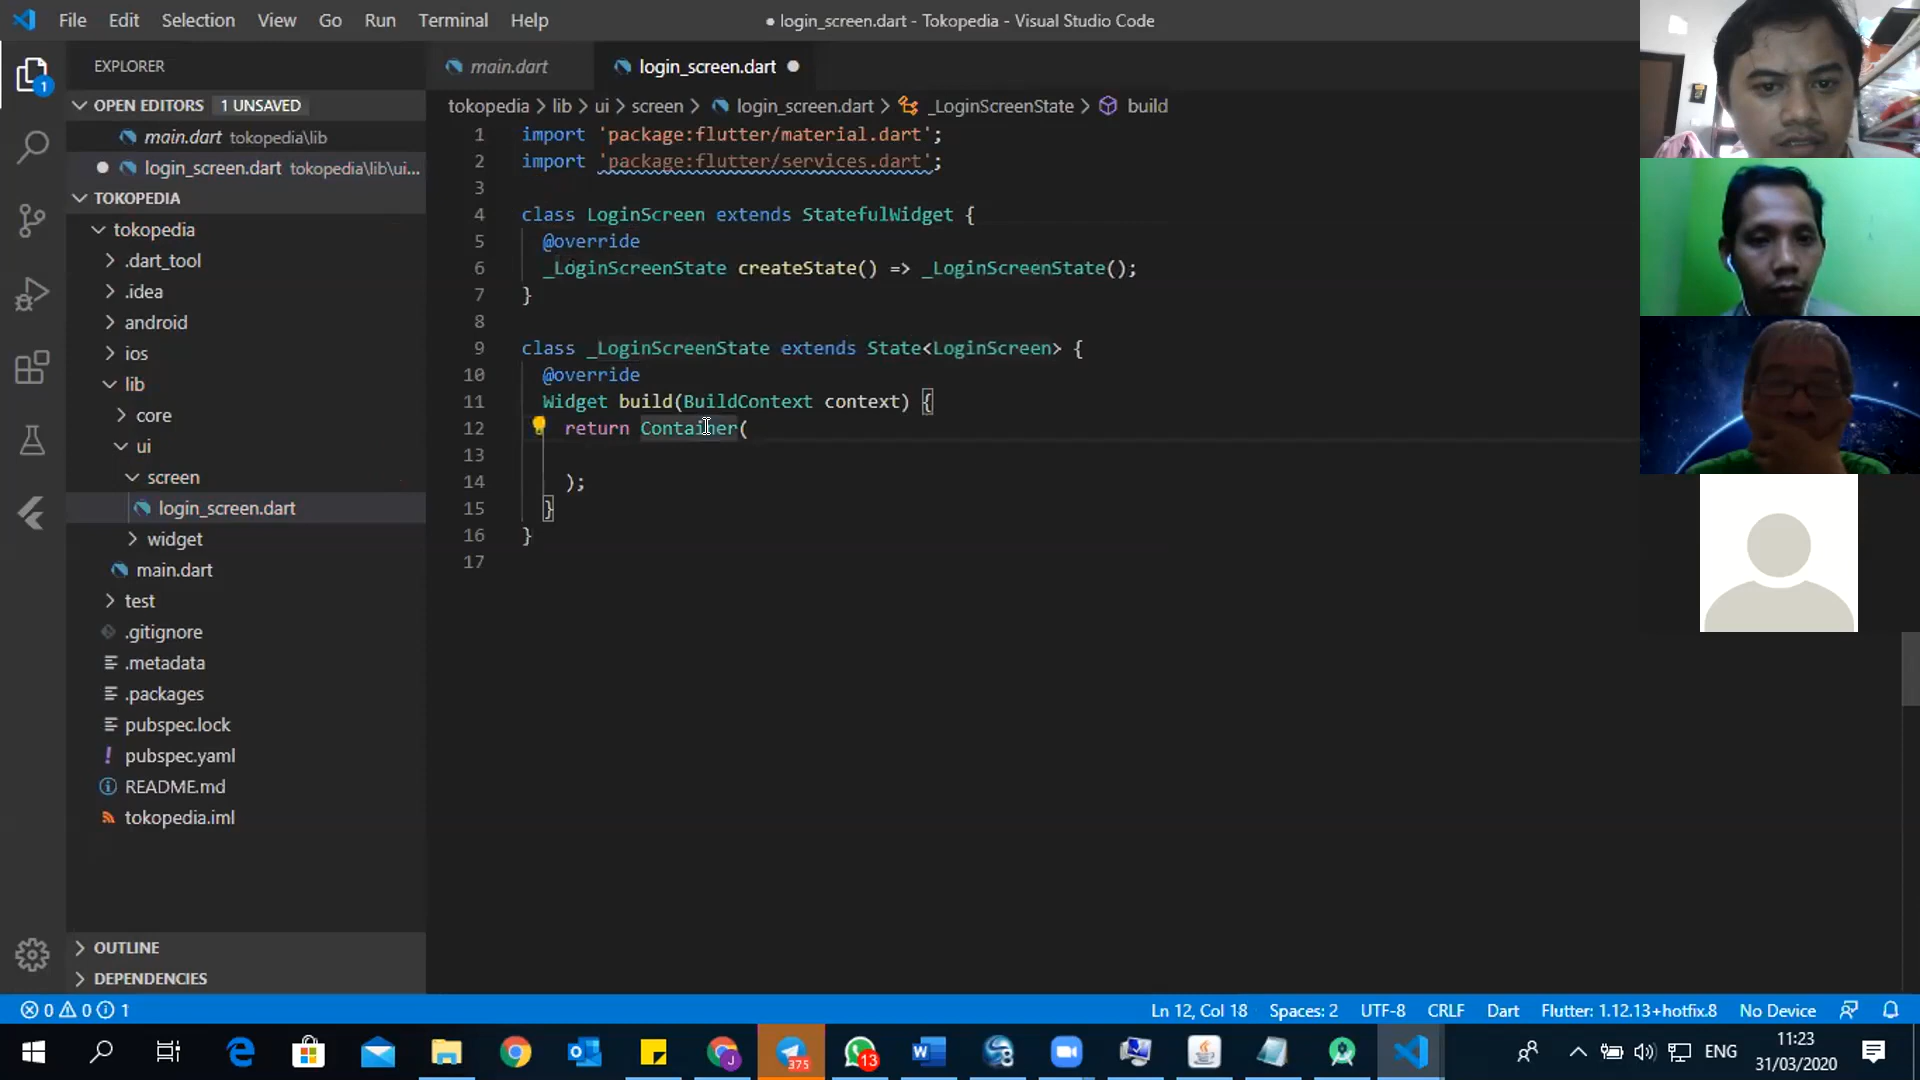 File Edit Selection View Go Run Terminal Help
● login_screen.dart - Tokopedia - Visual Studio Code
EXPLORER
OPEN EDITORS 1 UNSAVED
main.dart tokopedia\lib
login_screen.dart tokopedia\lib\ui...
TOKOPEDIA
tokopedia
.dart_tool
.idea
android
ios
lib
core
ui
screen
login_screen.dart
widget
main.dart
test
.gitignore
.metadata
.packages
pubspec.lock
pubspec.yaml
README.md
tokopedia.iml
OUTLINE
DEPENDENCIES
1
main.dart login_screen.dart
tokopedia > lib > ui > screen > login_screen.dart > _LoginScreenState > build
1 import 'package:flutter/material.dart';
2 import 'package:flutter/services.dart';
3
4 class LoginScreen extends StatefulWidget {
5 @override
6 _LoginScreenState createState() => _LoginScreenState();
7 }
8
9 class _LoginScreenState extends State<LoginScreen> {
10 @override
11 Widget build(BuildContext context) {
12 return Container(
13
14 );
15 }
16 }
17
0 0 1
Ln 12, Col 18 Spaces: 2 UTF-8 CRLF Dart Flutter: 1.12.13+hotfix.8 No Device
J 375 13
ENG
11:23
31/03/2020